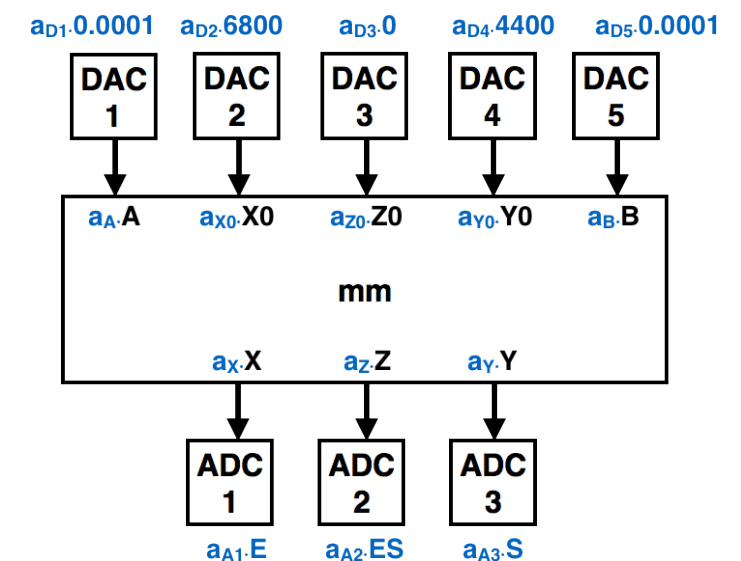 aD1·0.0001 aD2·6800 aD3·0 aD4·4400 aD5·0.0001
DAC DAC DAC DAC DAC
1 2 3 4 5
aA·A aX0·X0 aZ0·Z0 aY0·Y0 aB·B
mm
aX·X aZ·Z aY·Y
ADC ADC ADC
1 2 3
aA1·E aA2·ES aA3·S